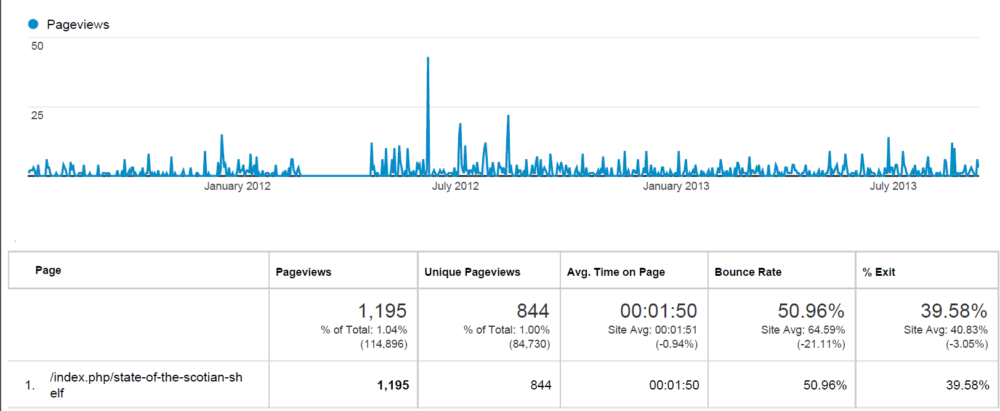 Pageviews
50
25
January 2012
July 2012
January 2013
July 2013
Page
Pageviews
Unique Pageviews
Avg. Time on Page
Bounce Rate
% Exit
1,195
% of Total: 1.04%
(114,896)
844
% of Total: 1.00%
(84,730)
00:01:50
Site Avg: 00:01:51
(-0.94%)
50.96%
Site Avg: 64.59%
(-21.11%)
39.58%
Site Avg: 40.83%
(-3.05%)
1.
/index.php/state-of-the-scotian-sh
elf
1,195
844
00:01:50
50.96%
39.58%